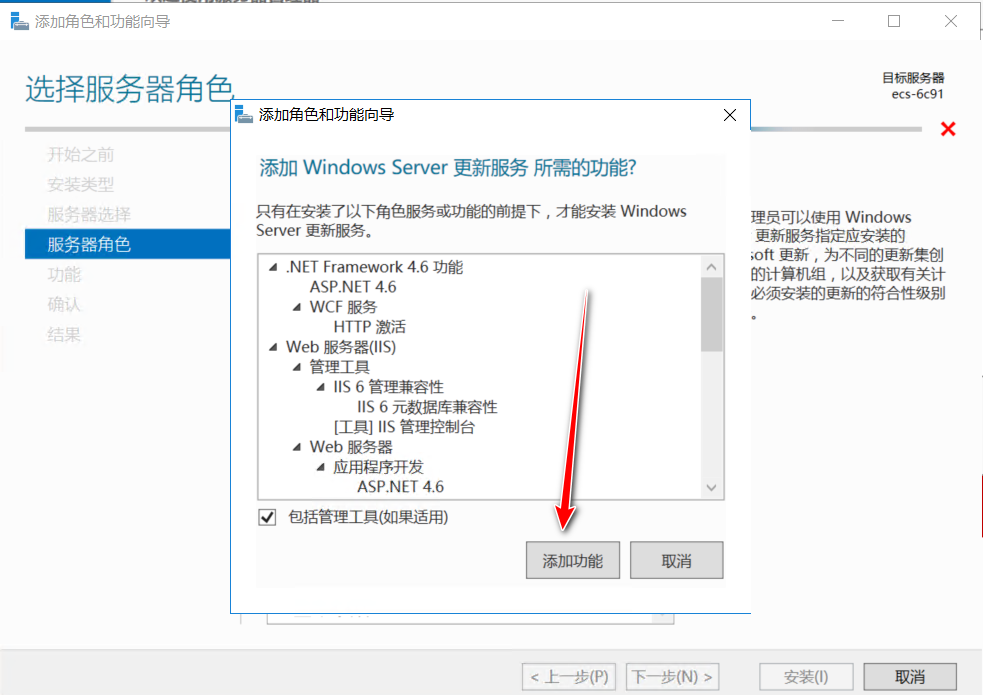 添加角色和功能向导
选择服务器角色
目标服务器
ecs-6c91
开始之前
安装类型
服务器选择
服务器角色
功能
确认
结果
添加角色和功能向导
添加 Windows Server 更新服务 所需的功能?
只有在安装了以下角色服务或功能的前提下，才能安装 Windows
Server 更新服务。
.NET Framework 4.6 功能
ASP.NET 4.6
WCF 服务
HTTP 激活
Web 服务器(IIS)
管理工具
IIS 6 管理兼容性
IIS 6 元数据库兼容性
[工具] IIS 管理控制台
Web 服务器
应用程序开发
ASP.NET 4.6
包括管理工具(如果适用)
添加功能
取消
理员可以使用 Windows
更新服务指定应安装的
soft 更新，为不同的更新集创
的计算机组，以及获取有关计
必须安装的更新的符合性级别
。
< 上一步(P)
下一步(N) >
安装(I)
取消